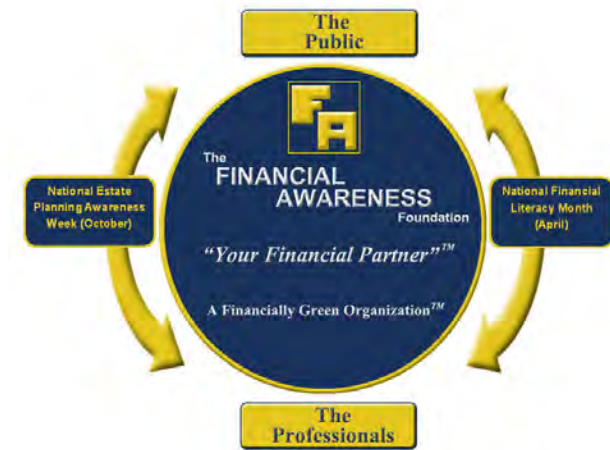 The
Public
FA
The
FINANCIAL
AWARENESS
Foundation
National Estate
Planning Awareness
Week (October)
National Financial
Literacy Month
(April)
“Your Financial Partner”™
A Financially Green Organization™
The
Professionals